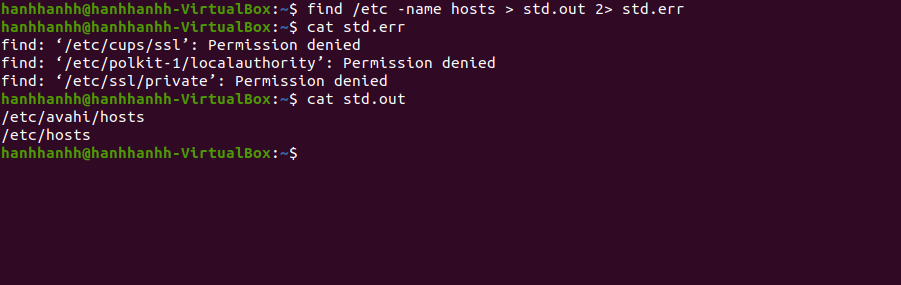 hanhhanhh@hanhhanhh-VirtualBox:~$ find /etc -name hosts > std.out 2> std.err
hanhhanhh@hanhhanhh-VirtualBox:~$ cat std.err
find: ‘/etc/cups/ssl’: Permission denied
find: ‘/etc/polkit-1/localauthority’: Permission denied
find: ‘/etc/ssl/private’: Permission denied
hanhhanhh@hanhhanhh-VirtualBox:~$ cat std.out
/etc/avahi/hosts
/etc/hosts
hanhhanhh@hanhhanhh-VirtualBox:~$